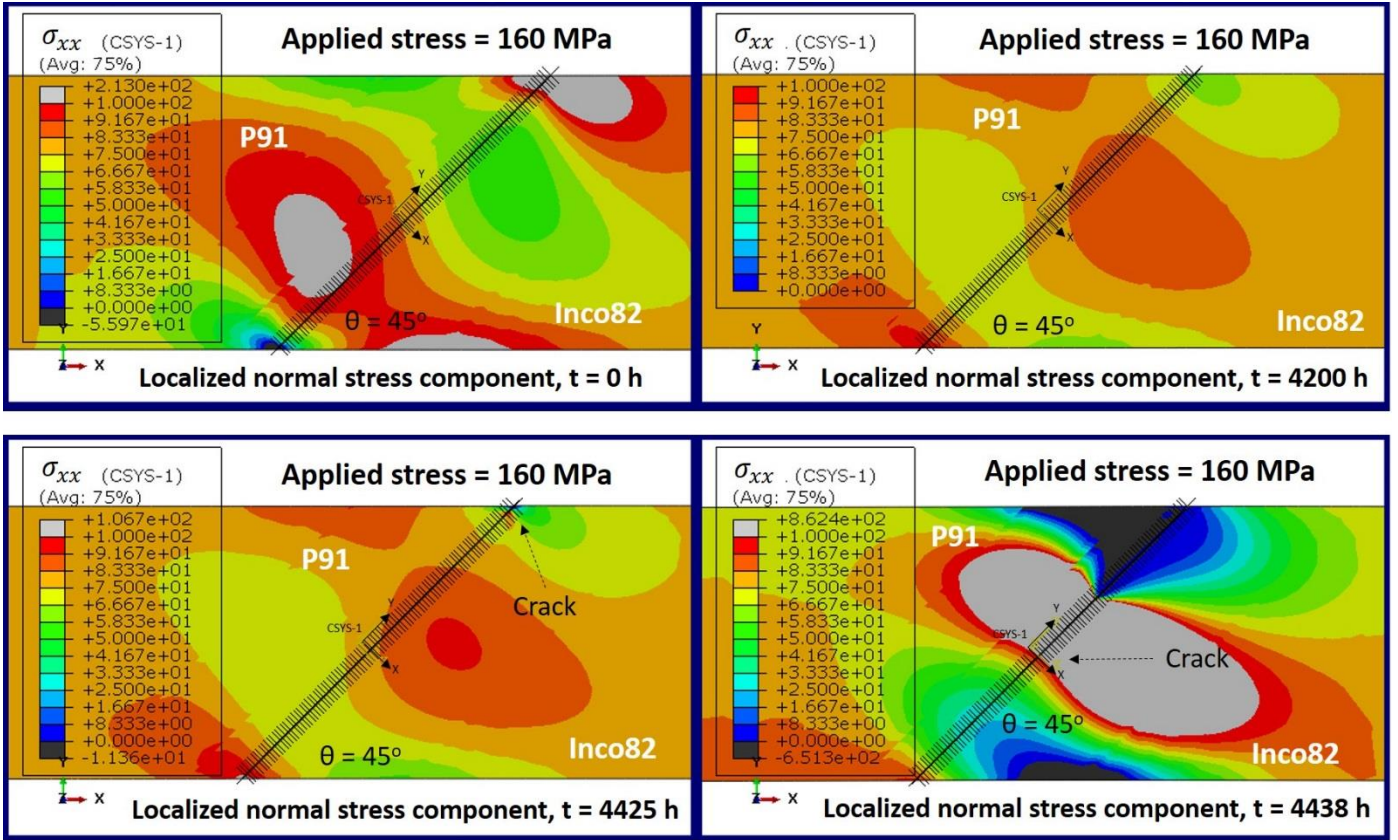 σxx (CSYS-1)
(Avg: 75%)
+2.130e+02
+1.000e+02
+9.167e+01
+8.333e+01
+7.500e+01
+6.667e+01
+5.833e+01
+5.000e+01
+4.167e+01
+3.333e+01
+2.500e+01
+1.667e+01
+8.333e+00
+0.000e+00
-5.597e+01
Applied stress = 160 MPa
P91
Y
CSYS-1
X
θ = 45°
Inco82
Y
Z X
Localized normal stress component, t = 0 h
σxx . (CSYS-1)
(Avg: 75%)
+1.000e+02
+9.167e+01
+8.333e+01
+7.500e+01
+6.667e+01
+5.833e+01
+5.000e+01
+4.167e+01
+3.333e+01
+2.500e+01
+1.667e+01
+8.333e+00
+0.000e+00
Applied stress = 160 MPa
P91
Y
CSYS-1
X
θ = 45°
Inco82
Y
Z X
Localized normal stress component, t = 4200 h
σxx (CSYS-1)
(Avg: 75%)
+1.067e+02
+1.000e+02
+9.167e+01
+8.333e+01
+7.500e+01
+6.667e+01
+5.833e+01
+5.000e+01
+4.167e+01
+3.333e+01
+2.500e+01
+1.667e+01
+8.333e+00
+0.000e+00
-1.136e+01
Applied stress = 160 MPa
P91
Crack
Y
CSYS-1
X
θ = 45°
Inco82
Z X
Localized normal stress component, t = 4425 h
σxx . (CSYS-1)
(Avg: 75%)
+8.624e+02
+1.000e+02
+9.167e+01
+8.333e+01
+7.500e+01
+6.667e+01
+5.833e+01
+5.000e+01
+4.167e+01
+3.333e+01
+2.500e+01
+1.667e+01
+8.333e+00
+0.000e+00
-6.513e+02
Applied stress = 160 MPa
P91
Y
CSYS-1
X
Crack
θ = 45°
Inco82
Z X
Localized normal stress component, t = 4438 h